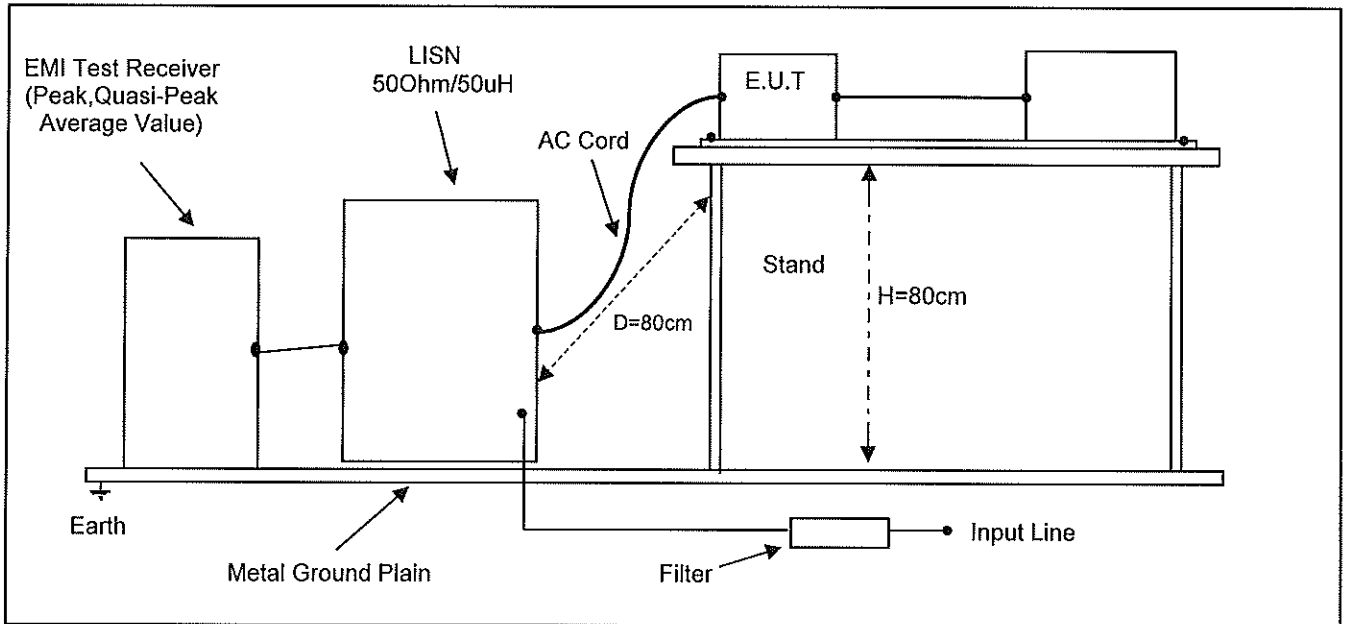 EMI Test Receiver
(Peak,Quasi-Peak
Average Value)
LISN
50Ohm/50uH
AC Cord
E.U.T
D=80cm
Stand
H=80cm
Earth
Metal Ground Plain
Filter
Input Line